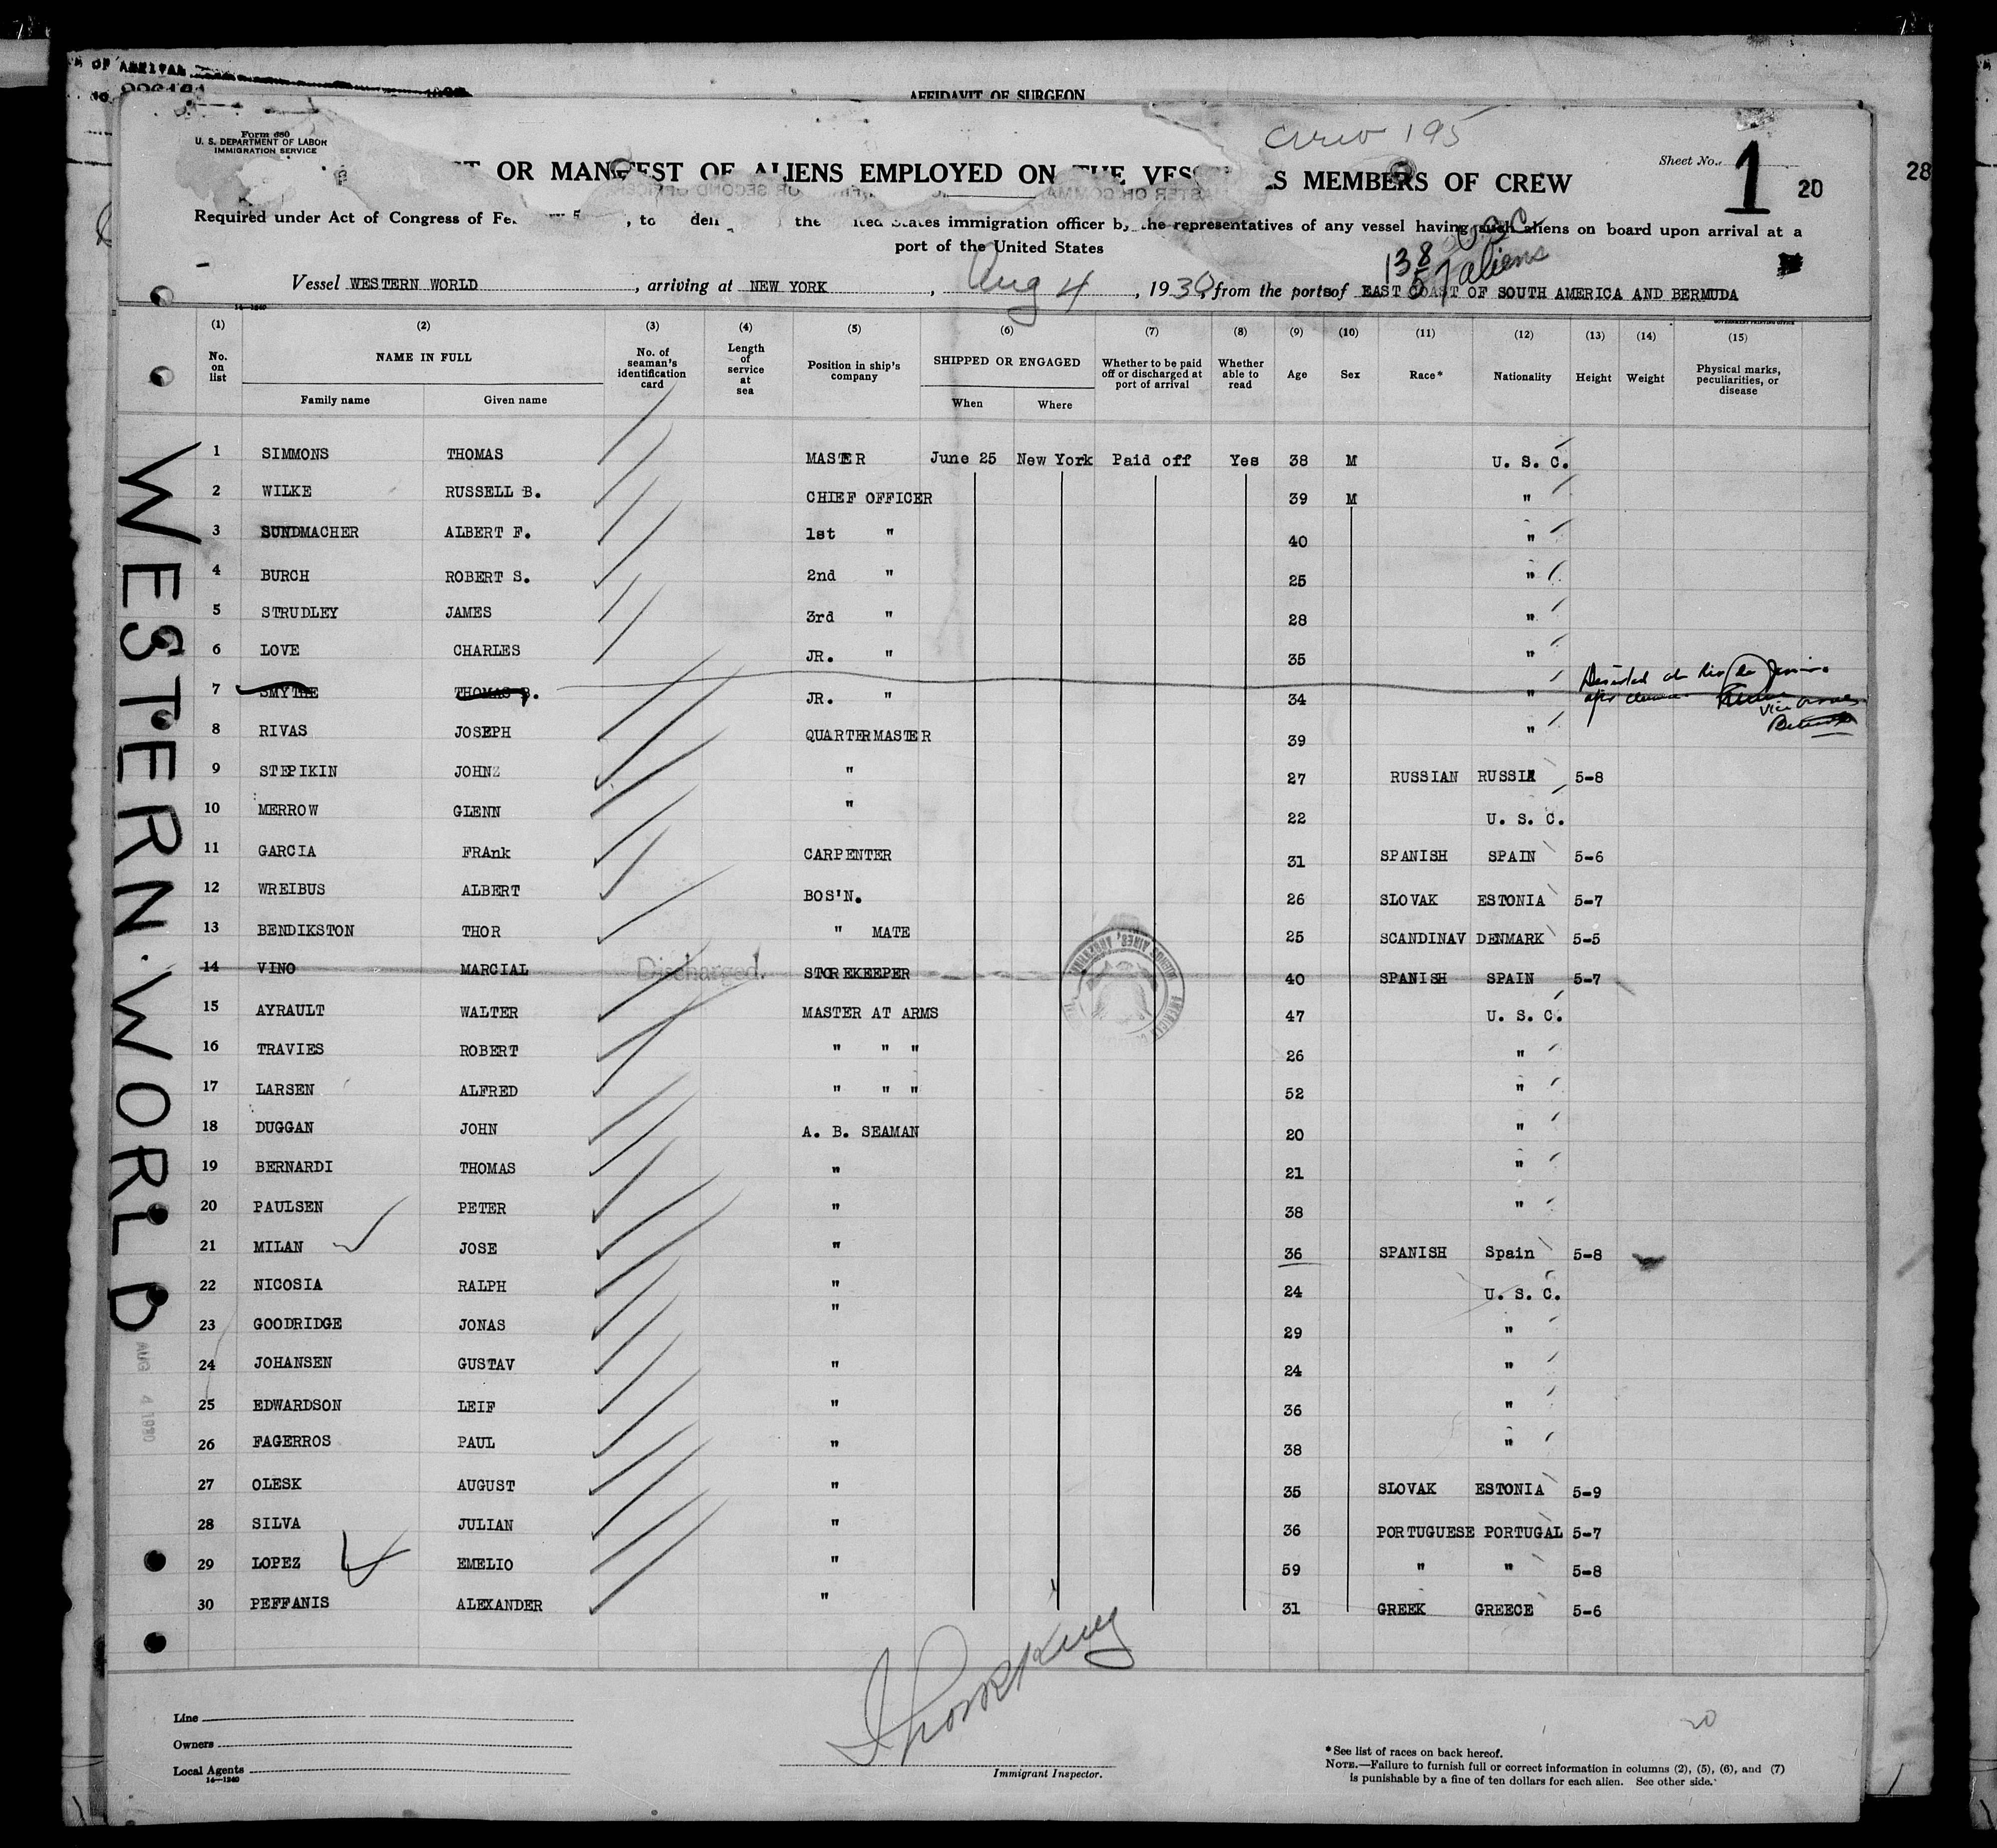 OF ARRIVAL
AFFIDAVIT OF SURGEON
Form 680
U. S. DEPARTMENT OF LABOR
IMMIGRATION SERVICE
Crew 195
Sheet No. 1
20
28
OR MANIFEST OF ALIENS EMPLOYED ON THE VES S MEMBERS OF CREW
Required under Act of Congress of , to the States immigration officer by the representatives of any vessel having such aliens on board upon arrival at a
port of the United States
138 USC
57 aliens
Vessel WESTERN WORLD , arriving at NEW YORK , Aug 4 , 1930, from the ports of EAST COAST OF SOUTH AMERICA AND BERMUDA
14—1240
GOVERNMENT PRINTING OFFICE
(1) (2) (3) (4) (5) (6) (7) (8) (9) (10) (11) (12) (13) (14) (15)
No. on list NAME IN FULL No. of seaman's identification card Length of service at sea Position in ship's company SHIPPED OR ENGAGED Whether to be paid off or discharged at port of arrival Whether able to read Age Sex Race* Nationality Height Weight Physical marks, peculiarities, or disease
Family name Given name When Where
WESTERN WORLD
1 SIMMONS THOMAS MASTER June 25 New York Paid off Yes 38 M U. S. C.
2 WILKE RUSSELL B. CHIEF OFFICER 39 M "
3 SUNDMACHER ALBERT F. 1st " 40 "
4 BURCH ROBERT S. 2nd " 25 "
5 STRUDLEY JAMES 3rd " 28 "
6 LOVE CHARLES JR. " 35 "
7 SMYTHE THOMAS B. JR. " 34 " Deserted at Rio de Janeiro
8 RIVAS JOSEPH QUARTERMASTER 39 "
9 STEPIKIN JOHN " 27 RUSSIAN RUSSIA 5-8
10 MERROW GLENN " 22 U. S. C.
11 GARCIA FRAnk CARPENTER 31 SPANISH SPAIN 5-6
12 WREIBUS ALBERT BOS'N. 26 SLOVAK ESTONIA 5-7
13 BENDIKSTON THOR " MATE 25 SCANDINAV DENMARK 5-5
14 VINO MARCIAL Discharged. STOREKEEPER 40 SPANISH SPAIN 5-7
15 AYRAULT WALTER MASTER AT ARMS 47 U. S. C.
16 TRAVIES ROBERT " " " 26 "
17 LARSEN ALFRED " " " 52 "
18 DUGGAN JOHN A. B. SEAMAN 20 "
19 BERNARDI THOMAS " 21 "
20 PAULSEN PETER " 38 "
21 MILAN JOSE " 36 SPANISH Spain 5-8
22 NICOSIA RALPH " 24 U. S. C.
23 GOODRIDGE JONAS " 29 "
24 JOHANSEN GUSTAV " 24 "
25 EDWARDSON LEIF " 36 "
26 FAGERROS PAUL " 38 "
27 OLESK AUGUST " 35 SLOVAK ESTONIA 5-9
28 SILVA JULIAN " 36 PORTUGUESE PORTUGAL 5-7
29 LOPEZ EMELIO " 59 " " 5-8
30 PEFFANIS ALEXANDER " 31 GREEK GREECE 5-6
AUG 4 1930
20
Line
Owners
Local Agents
14—1240
Immigrant Inspector.
*See list of races on back hereof.
NOTE.—Failure to furnish full or correct information in columns (2), (5), (6), and (7)
is punishable by a fine of ten dollars for each alien. See other side.